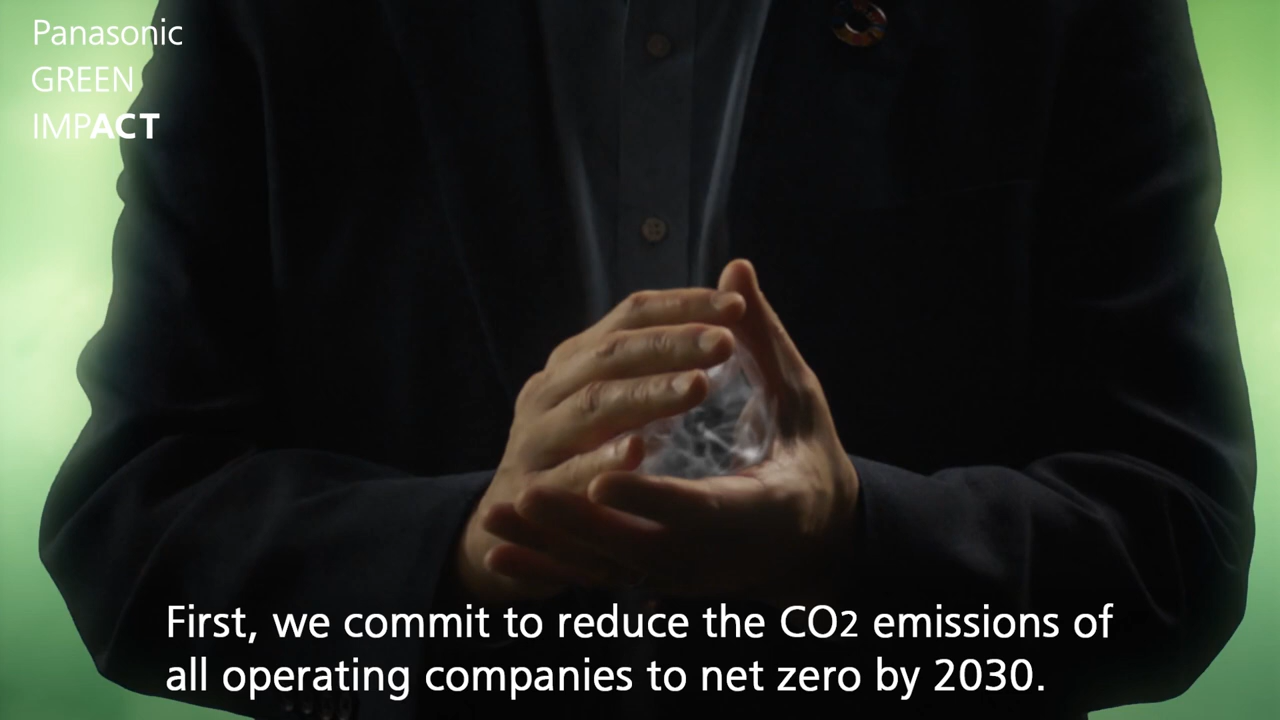 Panasonic
GREEN
IMPACT
First, we commit to reduce the CO2 emissions of
all operating companies to net zero by 2030.